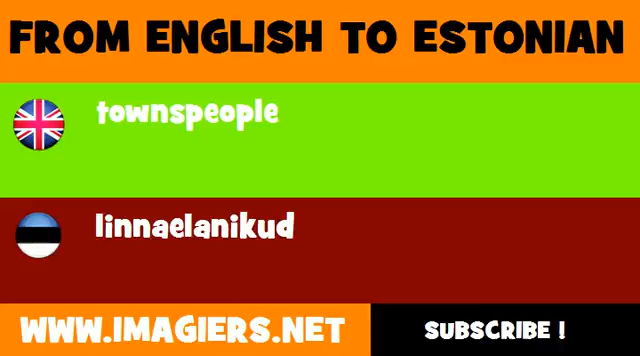 FROM ENGLISH TO ESTONIAN
townspeople
linnaelanikud
WWW.IMAGIERS.NET
SUBSCRIBE !